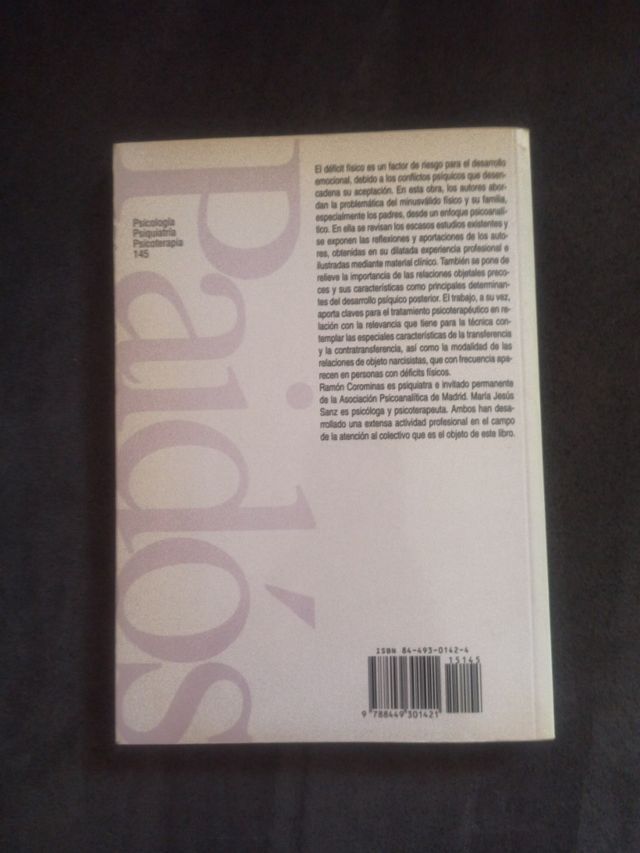 Paidós
Psicología
Psiquiatría
Psicoterapia
145
El déficit físico es un factor de riesgo para el desarrollo
emocional, debido a los conflictos psíquicos que desen-
cadena su aceptación. En esta obra, los autores abor-
dan la problemática del minusválido físico y su familia,
especialmente los padres, desde un enfoque psicoanalí-
tico. En ella se revisan los escasos estudios existentes y
se exponen las reflexiones y aportaciones de los auto-
res, obtenidas en su dilatada experiencia profesional e
ilustradas mediante material clínico. También se pone de
relieve la importancia de las relaciones objetales preco-
ces y sus características como principales determinan-
tes del desarrollo psíquico posterior. El trabajo, a su vez,
aporta claves para el tratamiento psicoterapéutico en re-
lación con la relevancia que tiene para la técnica con-
templar las especiales características de la transferencia
y la contratransferencia, así como la modalidad de las
relaciones de objeto narcisistas, que con frecuencia apa-
recen en personas con déficits físicos.
Ramón Corominas es psiquiatra e invitado permanente
de la Asociación Psicoanalítica de Madrid. María Jesús
Sanz es psicóloga y psicoterapeuta. Ambos han desa-
rrollado una extensa actividad profesional en el campo
de la atención al colectivo que es el objeto de este libro.
ISBN 84-493-0142-4
15145
9 788449 301421